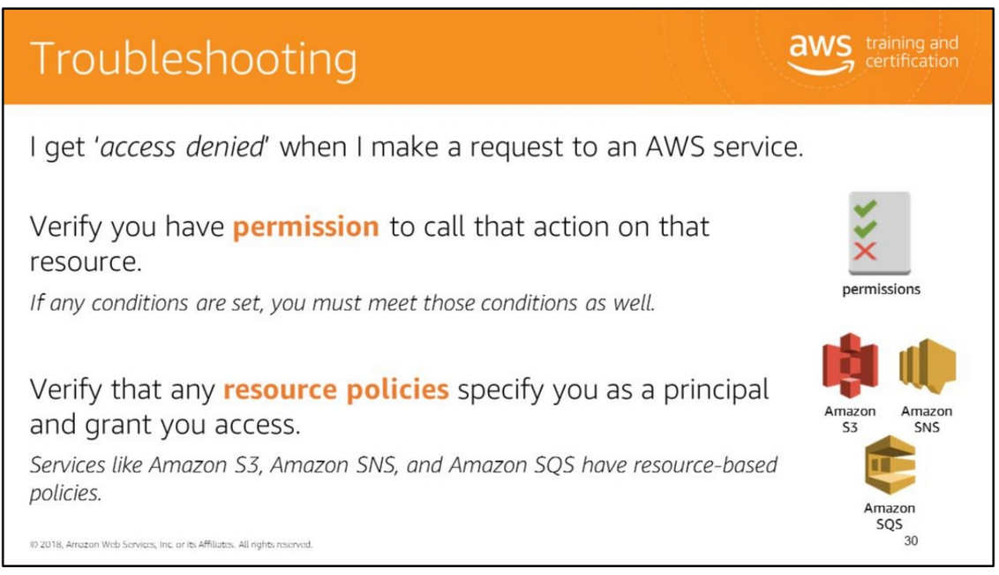 Troubleshooting
aws training and
certification
I get 'access denied' when I make a request to an AWS service.
Verify you have permission to call that action on that
resource.
If any conditions are set, you must meet those conditions as well.
permissions
Verify that any resource policies specify you as a principal
and grant you access.
Services like Amazon S3, Amazon SNS, and Amazon SQS have resource-based
policies.
Amazon
S3
Amazon
SNS
Amazon
SQS
© 2018, Amazon Web Services, Inc. or its Affiliates. All rights reserved.
30